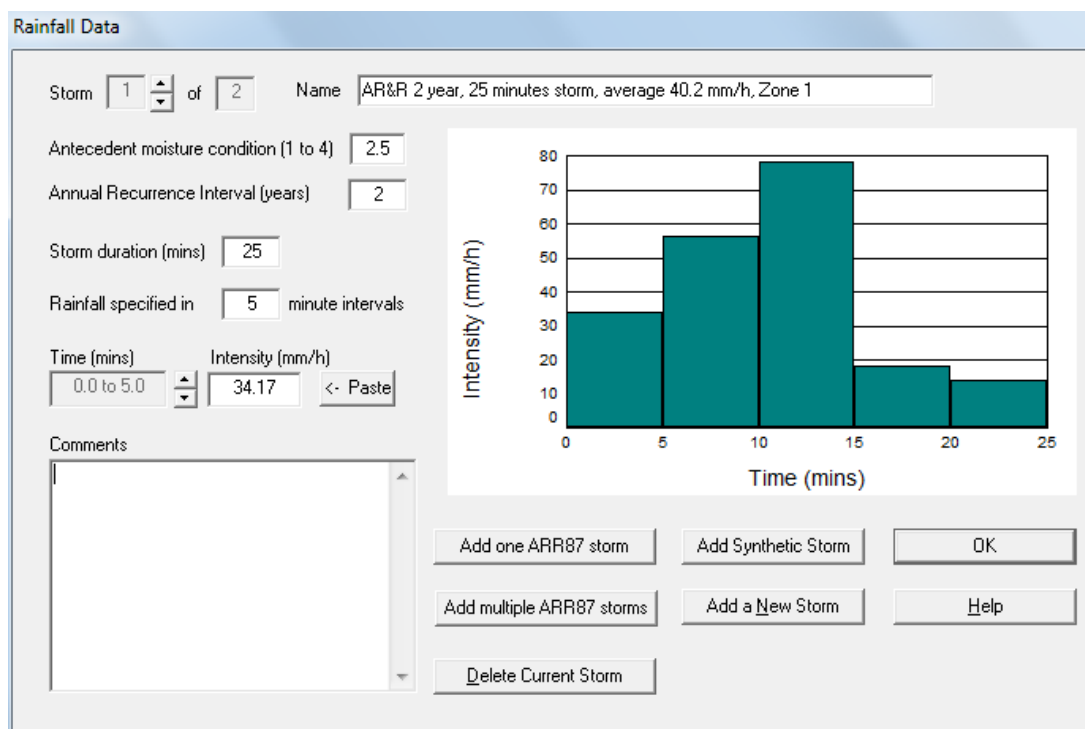 Rainfall Data
Storm 1 of 2 Name AR&R 2 year, 25 minutes storm, average 40.2 mm/h, Zone 1
Antecedent moisture condition (1 to 4) 2.5
Annual Recurrence Interval (years) 2
Storm duration (mins) 25
Rainfall specified in 5 minute intervals
Time (mins) Intensity (mm/h)
0.0 to 5.0 34.17 <- Paste
Comments
Intensity (mm/h)
80
70
60
50
40
30
20
10
0
0 5 10 15 20 25
Time (mins)
Add one ARR87 storm Add Synthetic Storm OK
Add multiple ARR87 storms Add a New Storm Help
Delete Current Storm